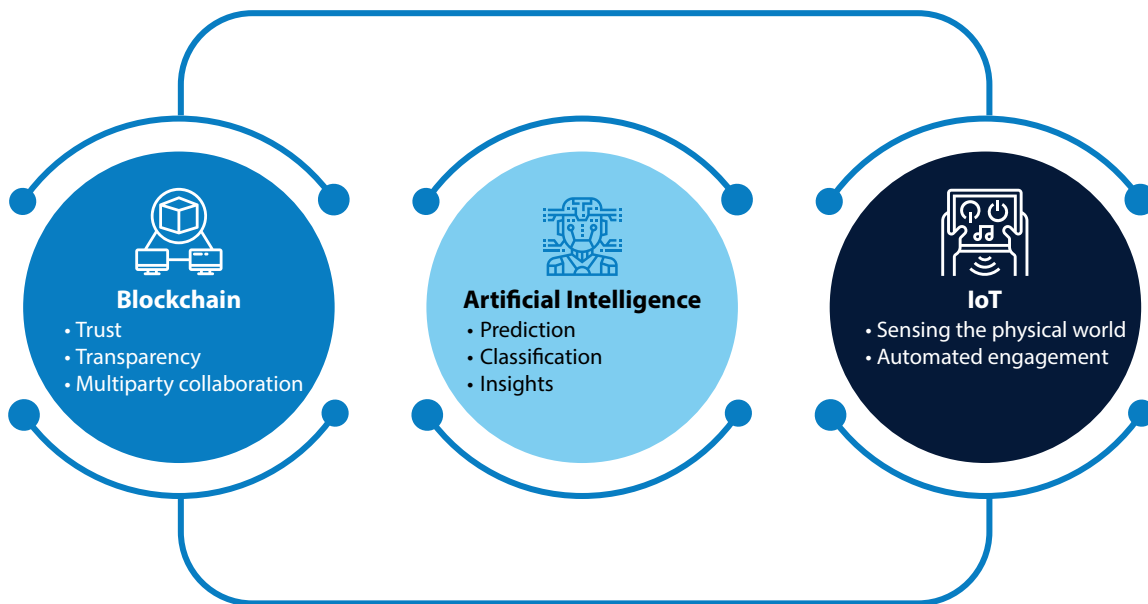 Blockchain
• Trust
• Transparency
• Multiparty collaboration
Artificial Intelligence
• Prediction
• Classification
• Insights
IoT
• Sensing the physical world
• Automated engagement